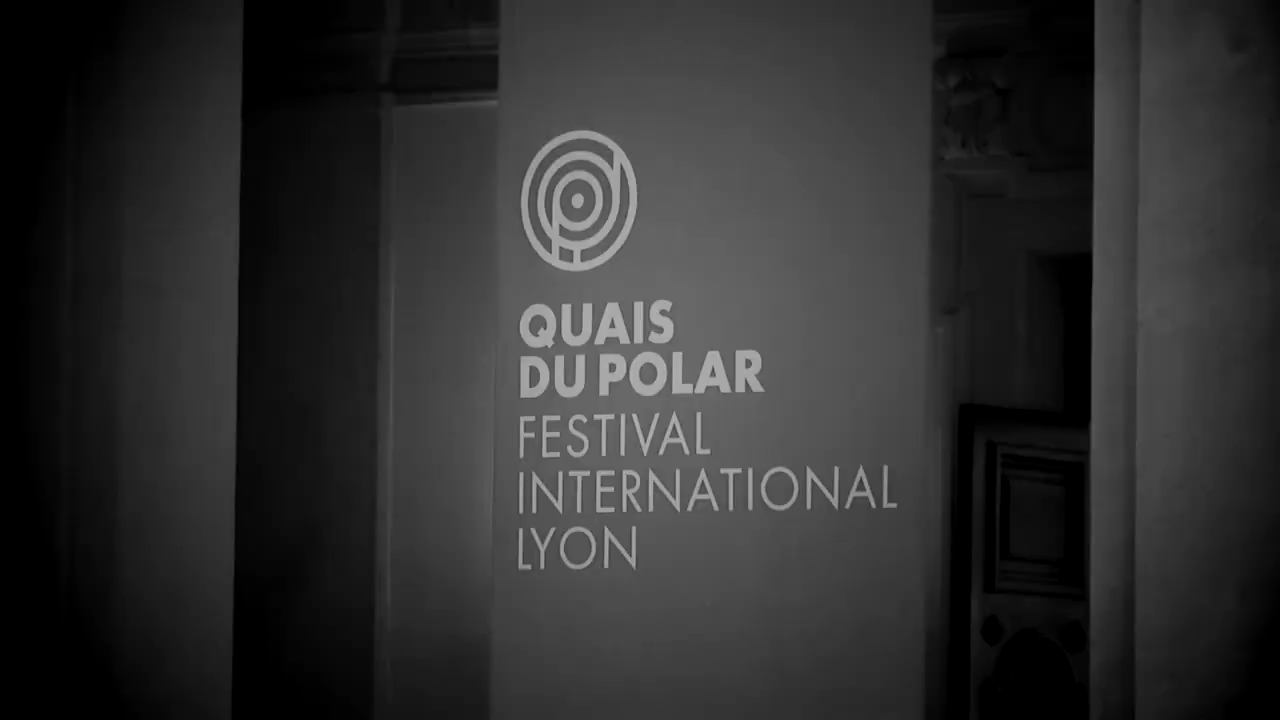 QUAIS
DU POLAR
FESTIVAL
INTERNATIONAL
LYON